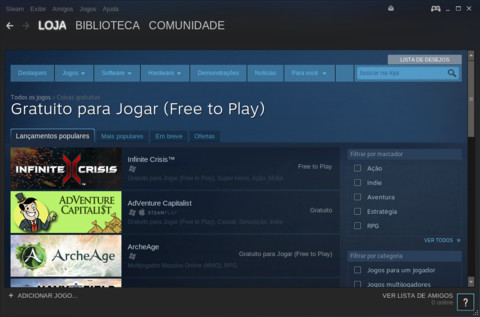 Steam Exibir Amigos Jogos Ajuda
LOJA BIBLIOTECA COMUNIDADE
LISTA DE DESEJOS
Destaques Jogos Software Hardware Demonstrações Notícias Para você buscar na loja
Todos os jogos > Coisas gratuitas
Gratuito para Jogar (Free to Play)
Lançamentos populares Mais populares Em breve Ofertas
INFINITE CRISIS
Infinite Crisis™
Free to Play
Gratuito para Jogar (Free to Play), Super-herói, Ação, MOBA
ADVENTURE CAPITALI$T
AdVenture Capitalist
STEAMPLAY
Gratuito
Gratuito para Jogar (Free to Play), Casual, Simulação, Indie
ArcheAge
ArcheAge
Gratuito para Jogar (Free to Play)
Multijogador Massivo Online (MMO), RPG,
Filtrar por marcador
Ação
Indie
Aventura
Estratégia
RPG
VER TODOS
Filtrar por categoria
Jogos para um jogador
Jogos multijogadores
+ ADICIONAR JOGO...
VER LISTA DE AMIGOS
0 online
?